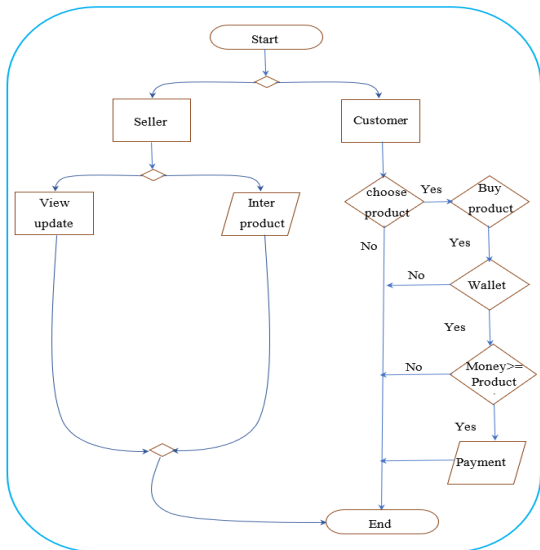 Start
Seller
Customer
View
update
Inter
product
choose
product
Yes
Buy
product
No
Yes
No
Wallet
Yes
No
Money>=
Product
Yes
Payment
End